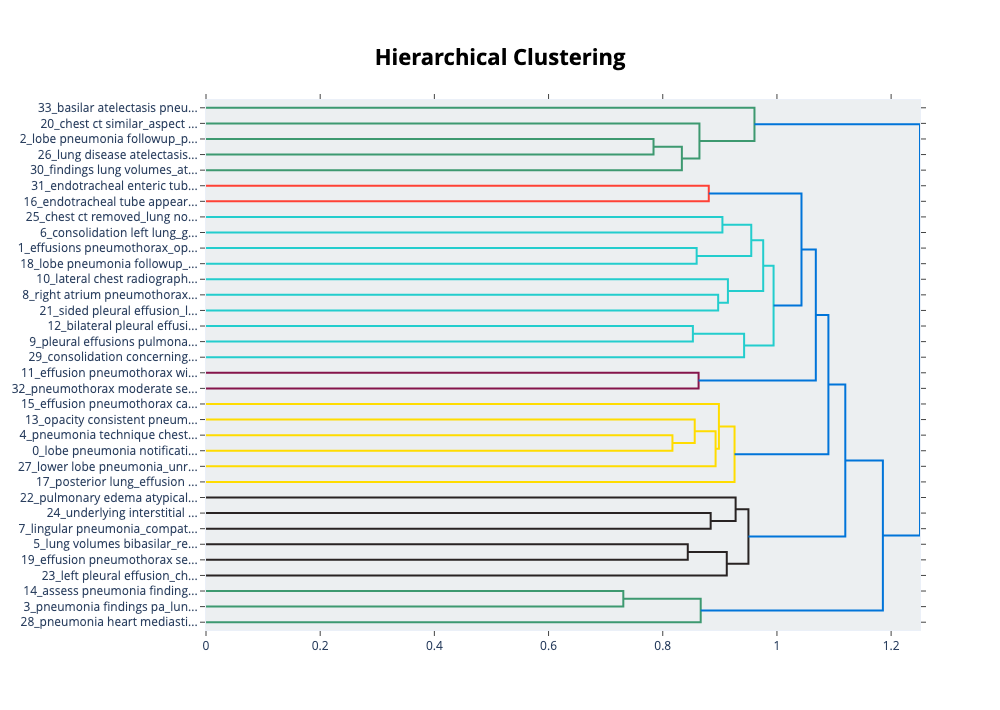 Hierarchical Clustering
33_basilar atelectasis pneu...
20_chest ct similar_aspect ...
2_lobe pneumonia followup_p...
26_lung disease atelectasis...
30_findings lung volumes_at...
31_endotracheal enteric tub...
16_endotracheal tube appear...
25_chest ct removed_lung no...
6_consolidation left lung_g...
1_effusions pneumothorax_op...
18_lobe pneumonia followup_...
10_lateral chest radiograph...
8_right atrium pneumothorax...
21_sided pleural effusion_l...
12_bilateral pleural effusi...
9_pleural effusions pulmona...
29_consolidation concerning...
11_effusion pneumothorax wi...
32_pneumothorax moderate se...
15_effusion pneumothorax ca...
13_opacity consistent pneum...
4_pneumonia technique chest...
0_lobe pneumonia notificati...
27_lower lobe pneumonia_unr...
17_posterior lung_effusion ...
22_pulmonary edema atypical...
24_underlying interstitial ...
7_lingular pneumonia_compat...
5_lung volumes bibasilar_re...
19_effusion pneumothorax se...
23_left pleural effusion_ch...
14_assess pneumonia finding...
3_pneumonia findings pa_lun...
28_pneumonia heart mediasti...
0 0.2 0.4 0.6 0.8 1 1.2